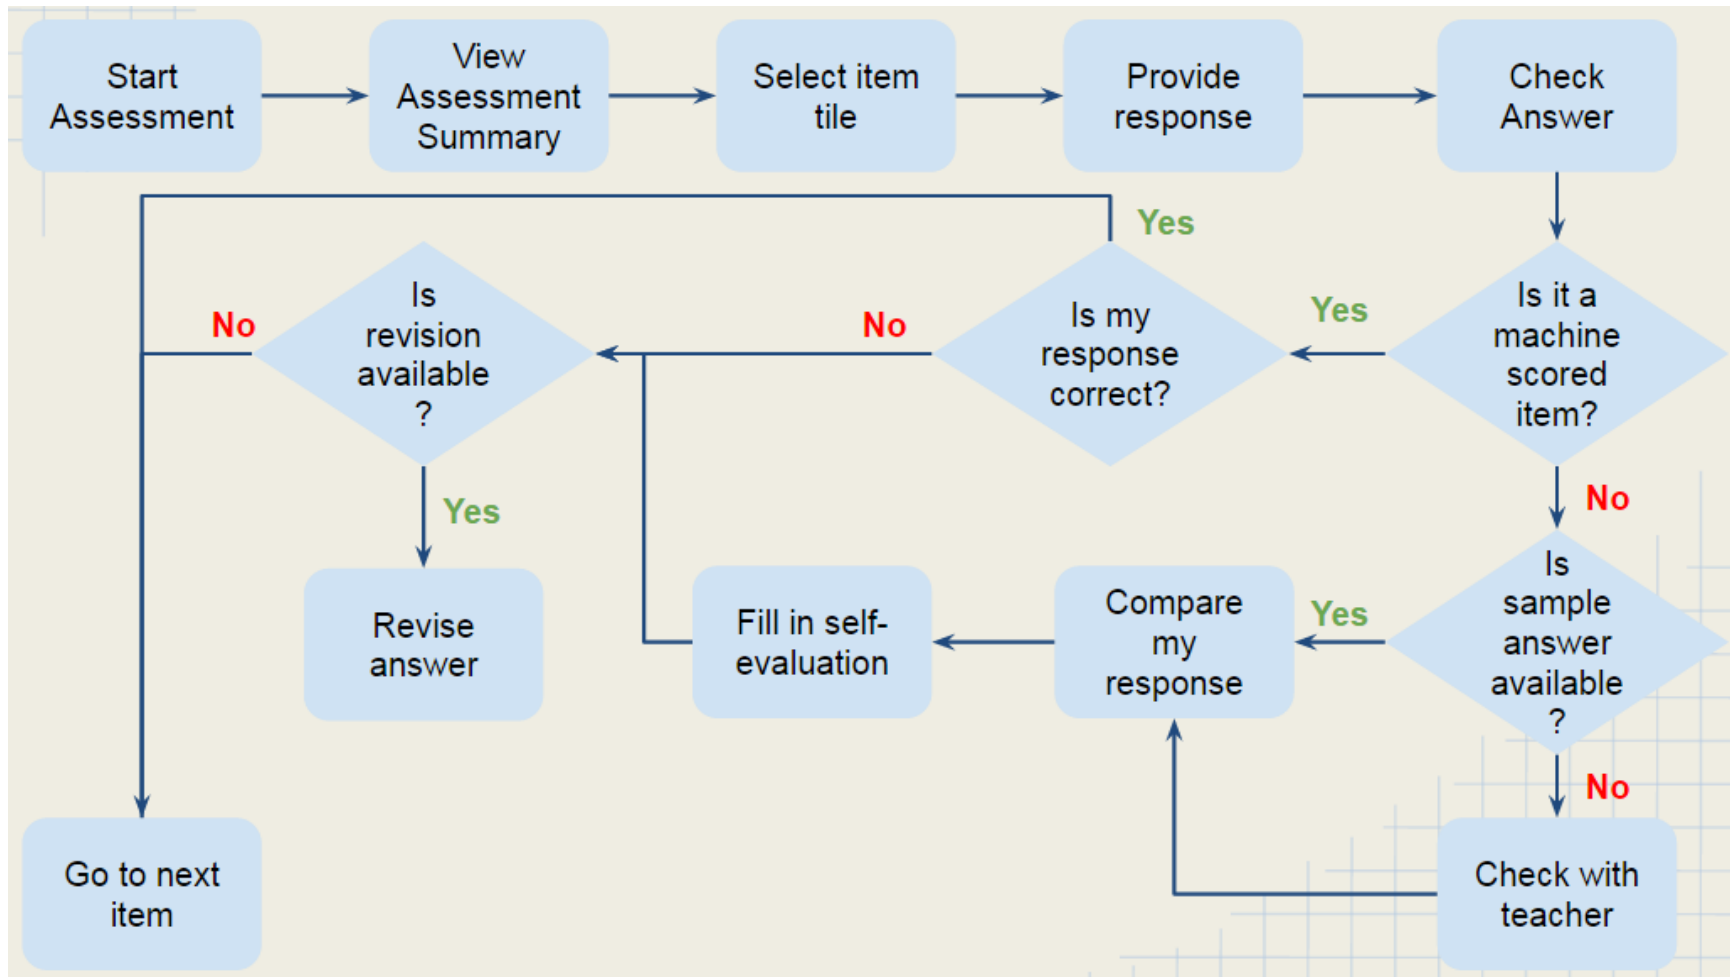 Start
Assessment
View
Assessment
Summary
Select item
tile
Provide
response
Check
Answer
Yes
Is
revision
available
?
No
Is my
response
correct?
No
Yes
Is it a
machine
scored
item?
Yes
No
Revise
answer
Fill in self-
evaluation
Compare
my
response
Yes
Is
sample
answer
available
?
No
Go to next
item
Check with
teacher